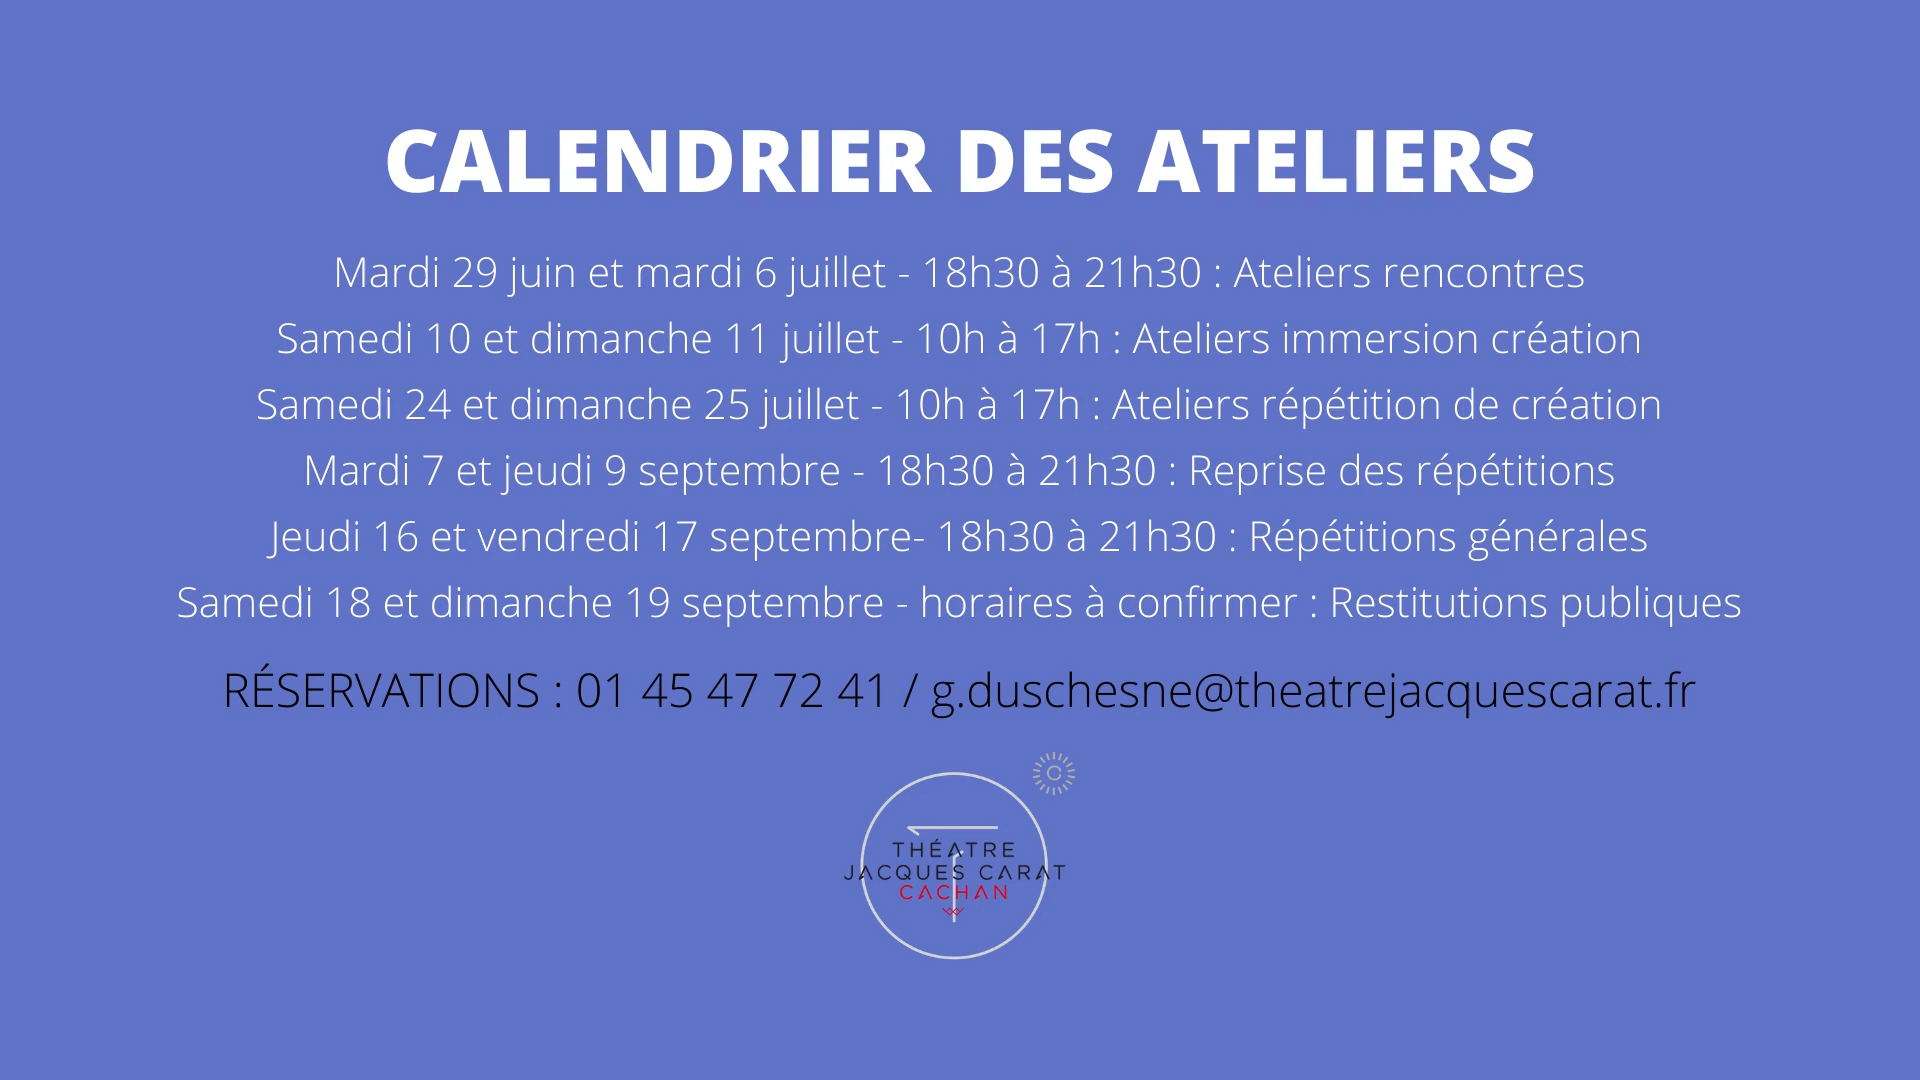 CALENDRIER DES ATELIERS
Mardi 29 juin et mardi 6 juillet - 18h30 à 21h30 : Ateliers rencontres
Samedi 10 et dimanche 11 juillet - 10h à 17h : Ateliers immersion création
Samedi 24 et dimanche 25 juillet - 10h à 17h : Ateliers répétition de création
Mardi 7 et jeudi 9 septembre - 18h30 à 21h30 : Reprise des répétitions
Jeudi 16 et vendredi 17 septembre- 18h30 à 21h30 : Répétitions générales
Samedi 18 et dimanche 19 septembre - horaires à confirmer : Restitutions publiques
RÉSERVATIONS : 01 45 47 72 41 / g.duschesne@theatrejacquescarat.fr
C
THÉATRE
JACQUES CARAT
CACHAN